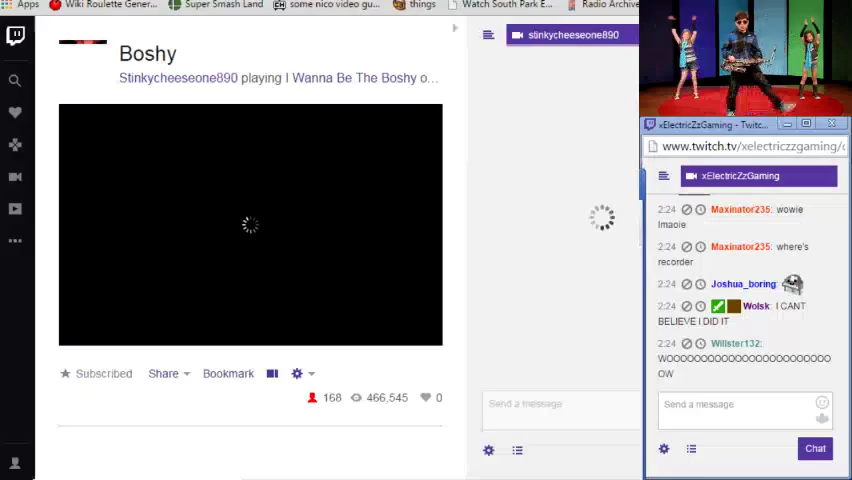 Apps
Wiki Roulette Gener...
Super Smash Land
some nico video gu...
things
Watch South Park E...
Radio Archive
Boshy
Stinkycheeseone890 playing I Wanna Be The Boshy o...
Subscribed
Share
Bookmark
168
466,545
0
stinkycheeseone890
Send a message
xElectricZzGaming - Twitc...
www.twitch.tv/xelectriczzgaming/
xElectricZzGaming
2:24 Maxinator235: wowie
lmaoie
2:24 Maxinator235: where's
recorder
2:24 Joshua_boring:
2:24 Wolsk: I CANT
BELIEVE I DID IT
2:24 Willster132:
WOOOOOOOOOOOOOOOOOOOOOOOO
OW
Send a message
Chat